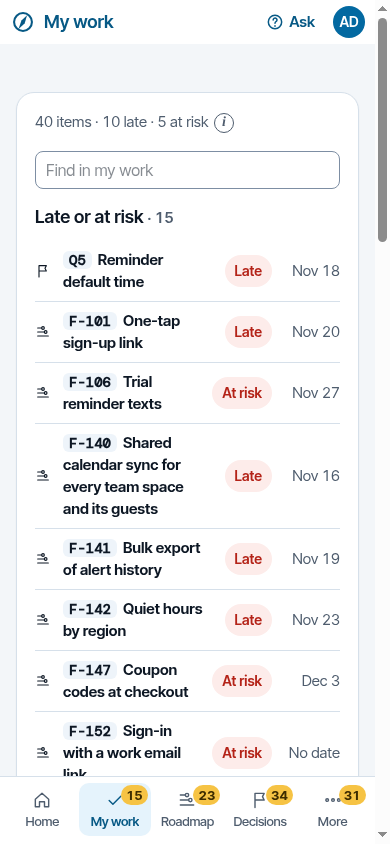 My work
Ask
AD
40 items · 10 late · 5 at risk i
Find in my work
Late or at risk · 15
Q5 Reminder
default time
Late
Nov 18
F-101 One-tap
sign-up link
Late
Nov 20
F-106 Trial
reminder texts
At risk
Nov 27
F-140 Shared
calendar sync for
every team space
and its guests
Late
Nov 16
F-141 Bulk export
of alert history
Late
Nov 19
F-142 Quiet hours
by region
Late
Nov 23
F-147 Coupon
codes at checkout
At risk
Dec 3
F-152 Sign-in
with a work email
link
At risk
No date
Home
15
My work
23
Roadmap
34
Decisions
31
More